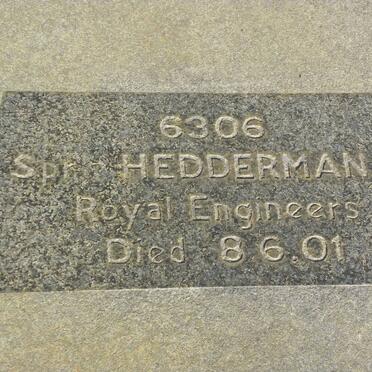 6306
Spr. HEDDERMAN
Royal Engineers
Died 8.6.01